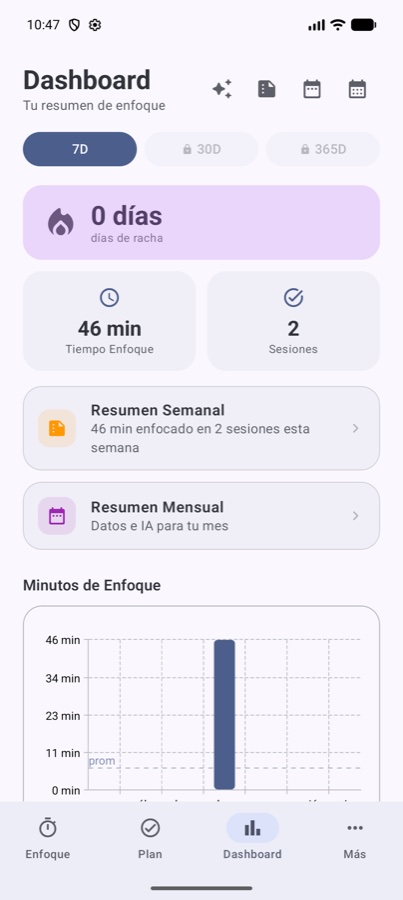 10:47
Dashboard
Tu resumen de enfoque
7D
30D
365D
0 días
días de racha
46 min
Tiempo Enfoque
2
Sesiones
Resumen Semanal
46 min enfocado en 2 sesiones esta
semana
Resumen Mensual
Datos e IA para tu mes
Minutos de Enfoque
46 min
34 min
23 min
11 min
prom
0 min
Enfoque
Plan
Dashboard
Más